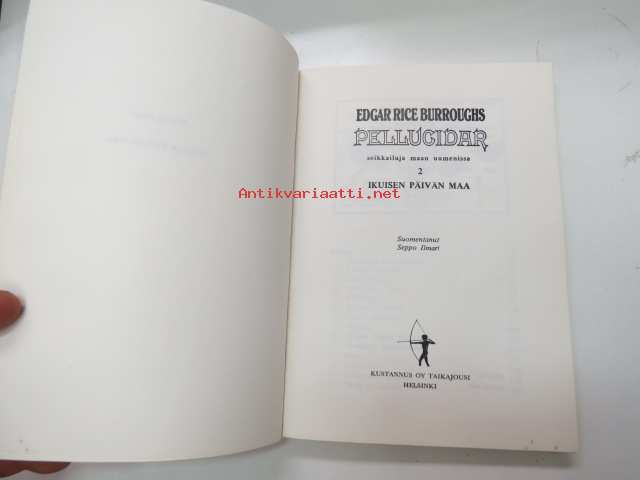 EDGAR RICE BURROUGHS
PELLUCIDAR
seikkailuja maan uumenissa
2
IKUISEN PÄIVÄN MAA
Antikvariaatti.net
Suomentanut
Seppo Ilmari
KUSTANNUS OY TAIKAJOUSI
HELSINKI